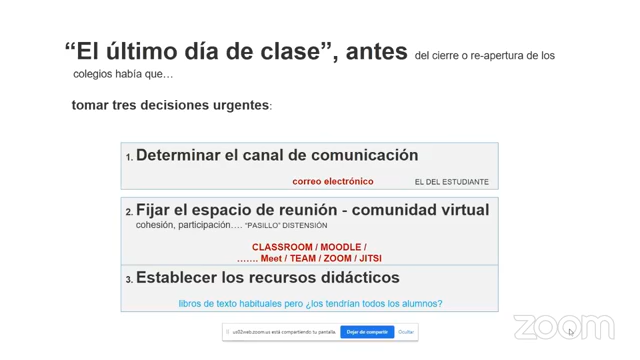 “El último día de clase”, antes del cierre o re-apertura de los
colegios había que…
tomar tres decisiones urgentes:
1. Determinar el canal de comunicación
correo electrónico EL DEL ESTUDIANTE
2. Fijar el espacio de reunión - comunidad virtual
cohesión, participación…. “PASILLO” DISTENSIÓN
CLASSROOM / MOODLE /
……. Meet / TEAM / ZOOM / JITSI
3. Establecer los recursos didácticos
libros de texto habituales pero ¿los tendrían todos los alumnos?
us02web.zoom.us está compartiendo tu pantalla. Dejar de compartir Ocultar
zoom